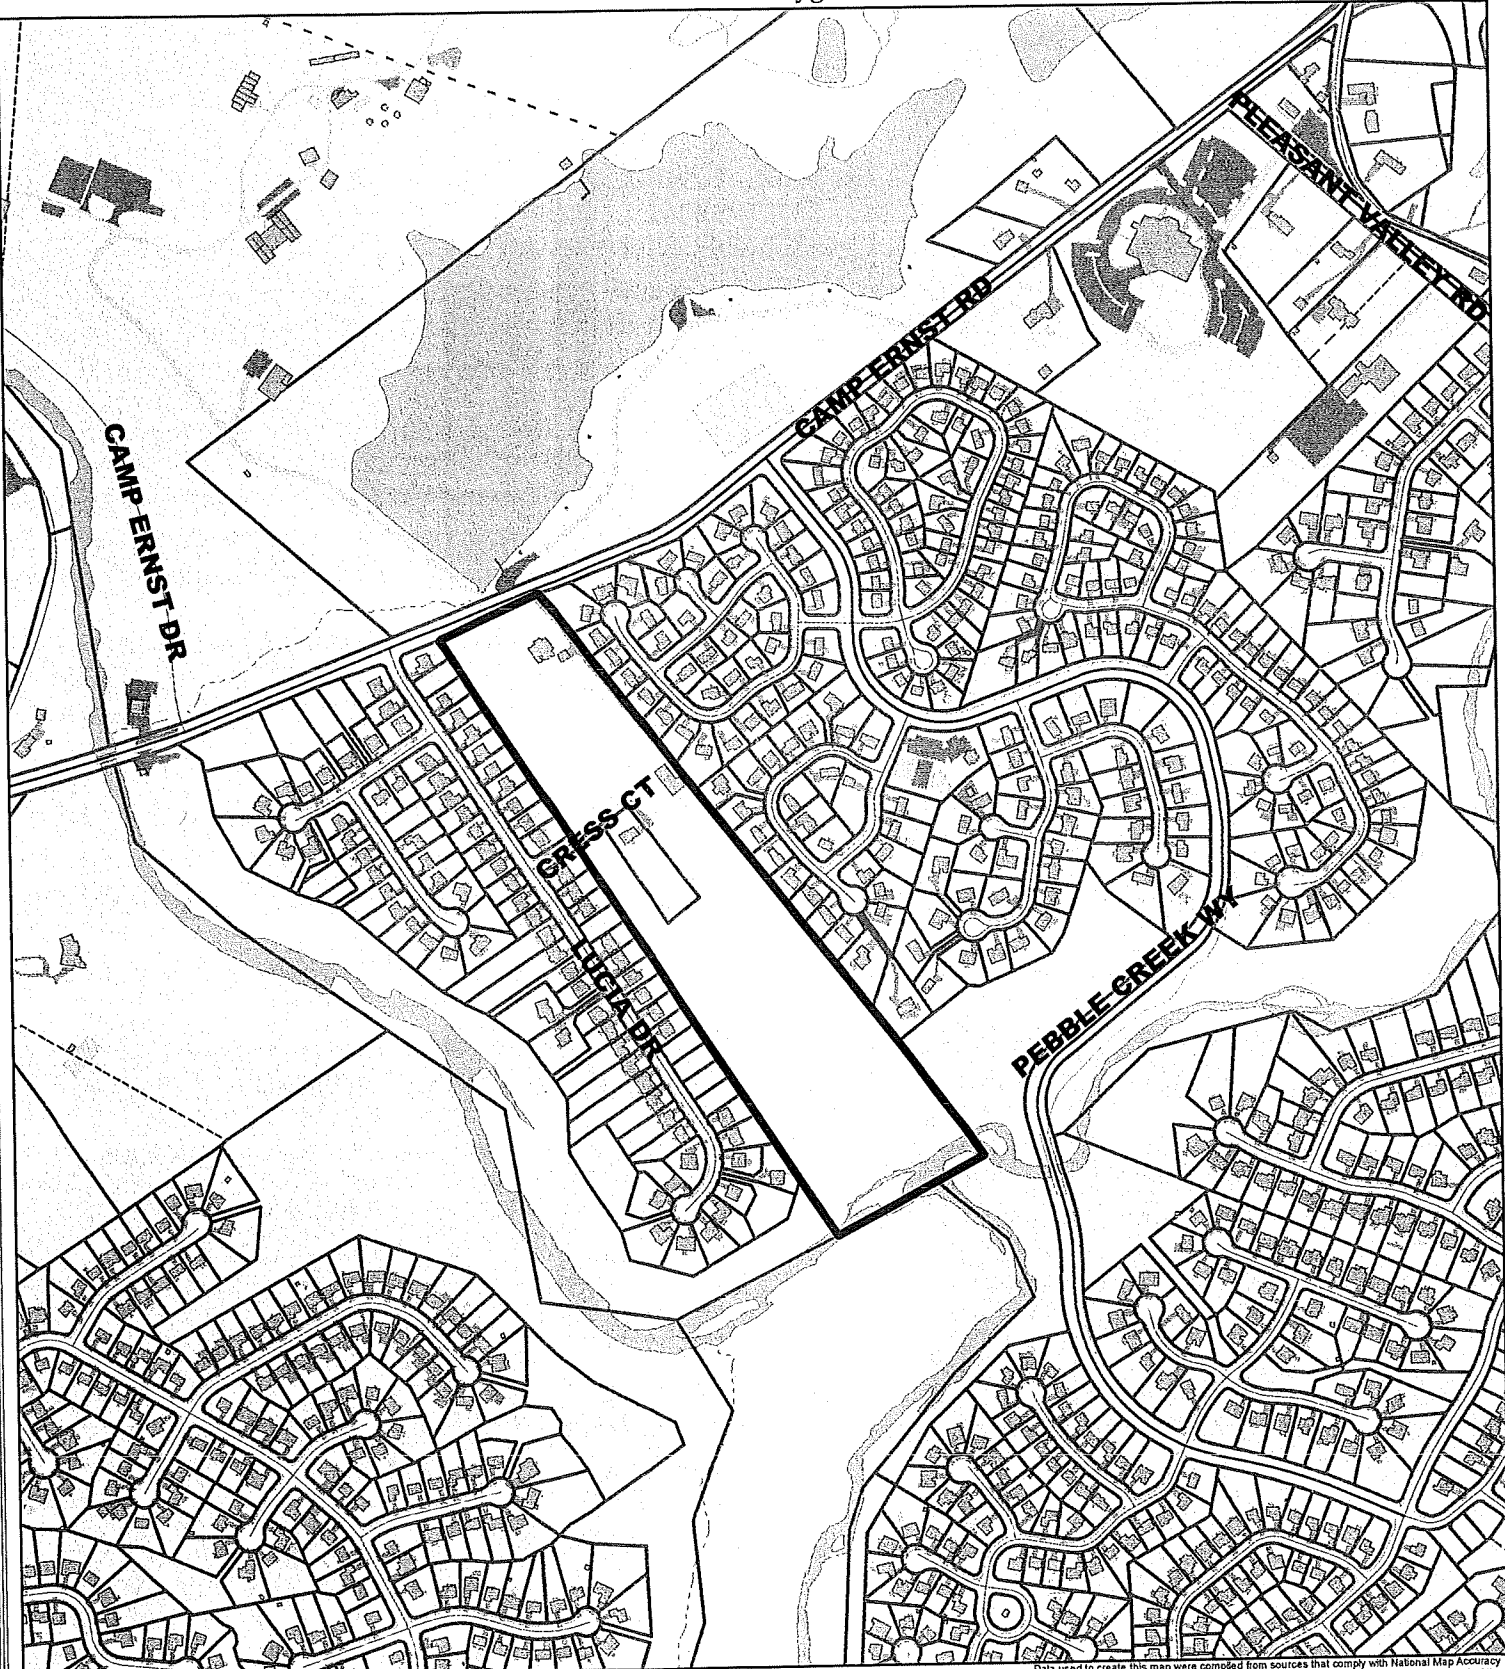 PLEASANT VALLEY RD
CAMP ERNST RD
CAMP ERNST DR
CRESS CT
LUCIA DR
PEBBLE CREEK WY
Data used to create this map were compiled from sources that comply with National Map Accuracy